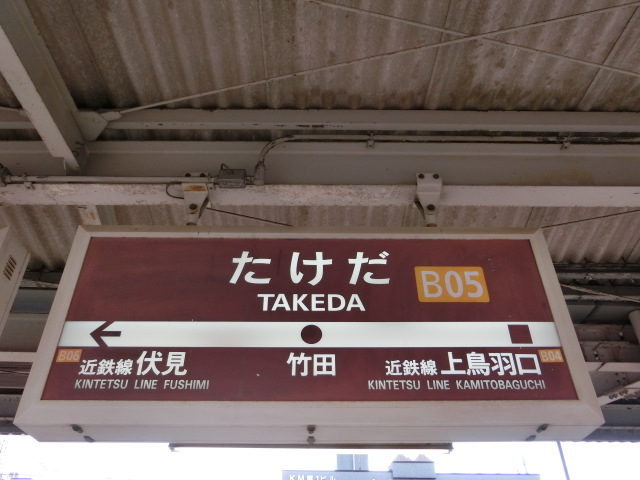 たけだ
B05
TAKEDA
B06 近鉄線 伏見
KINTETSU LINE FUSHIMI
竹田
近鉄線 上鳥羽口 B04
KINTETSU LINE KAMITOBAGUCHI